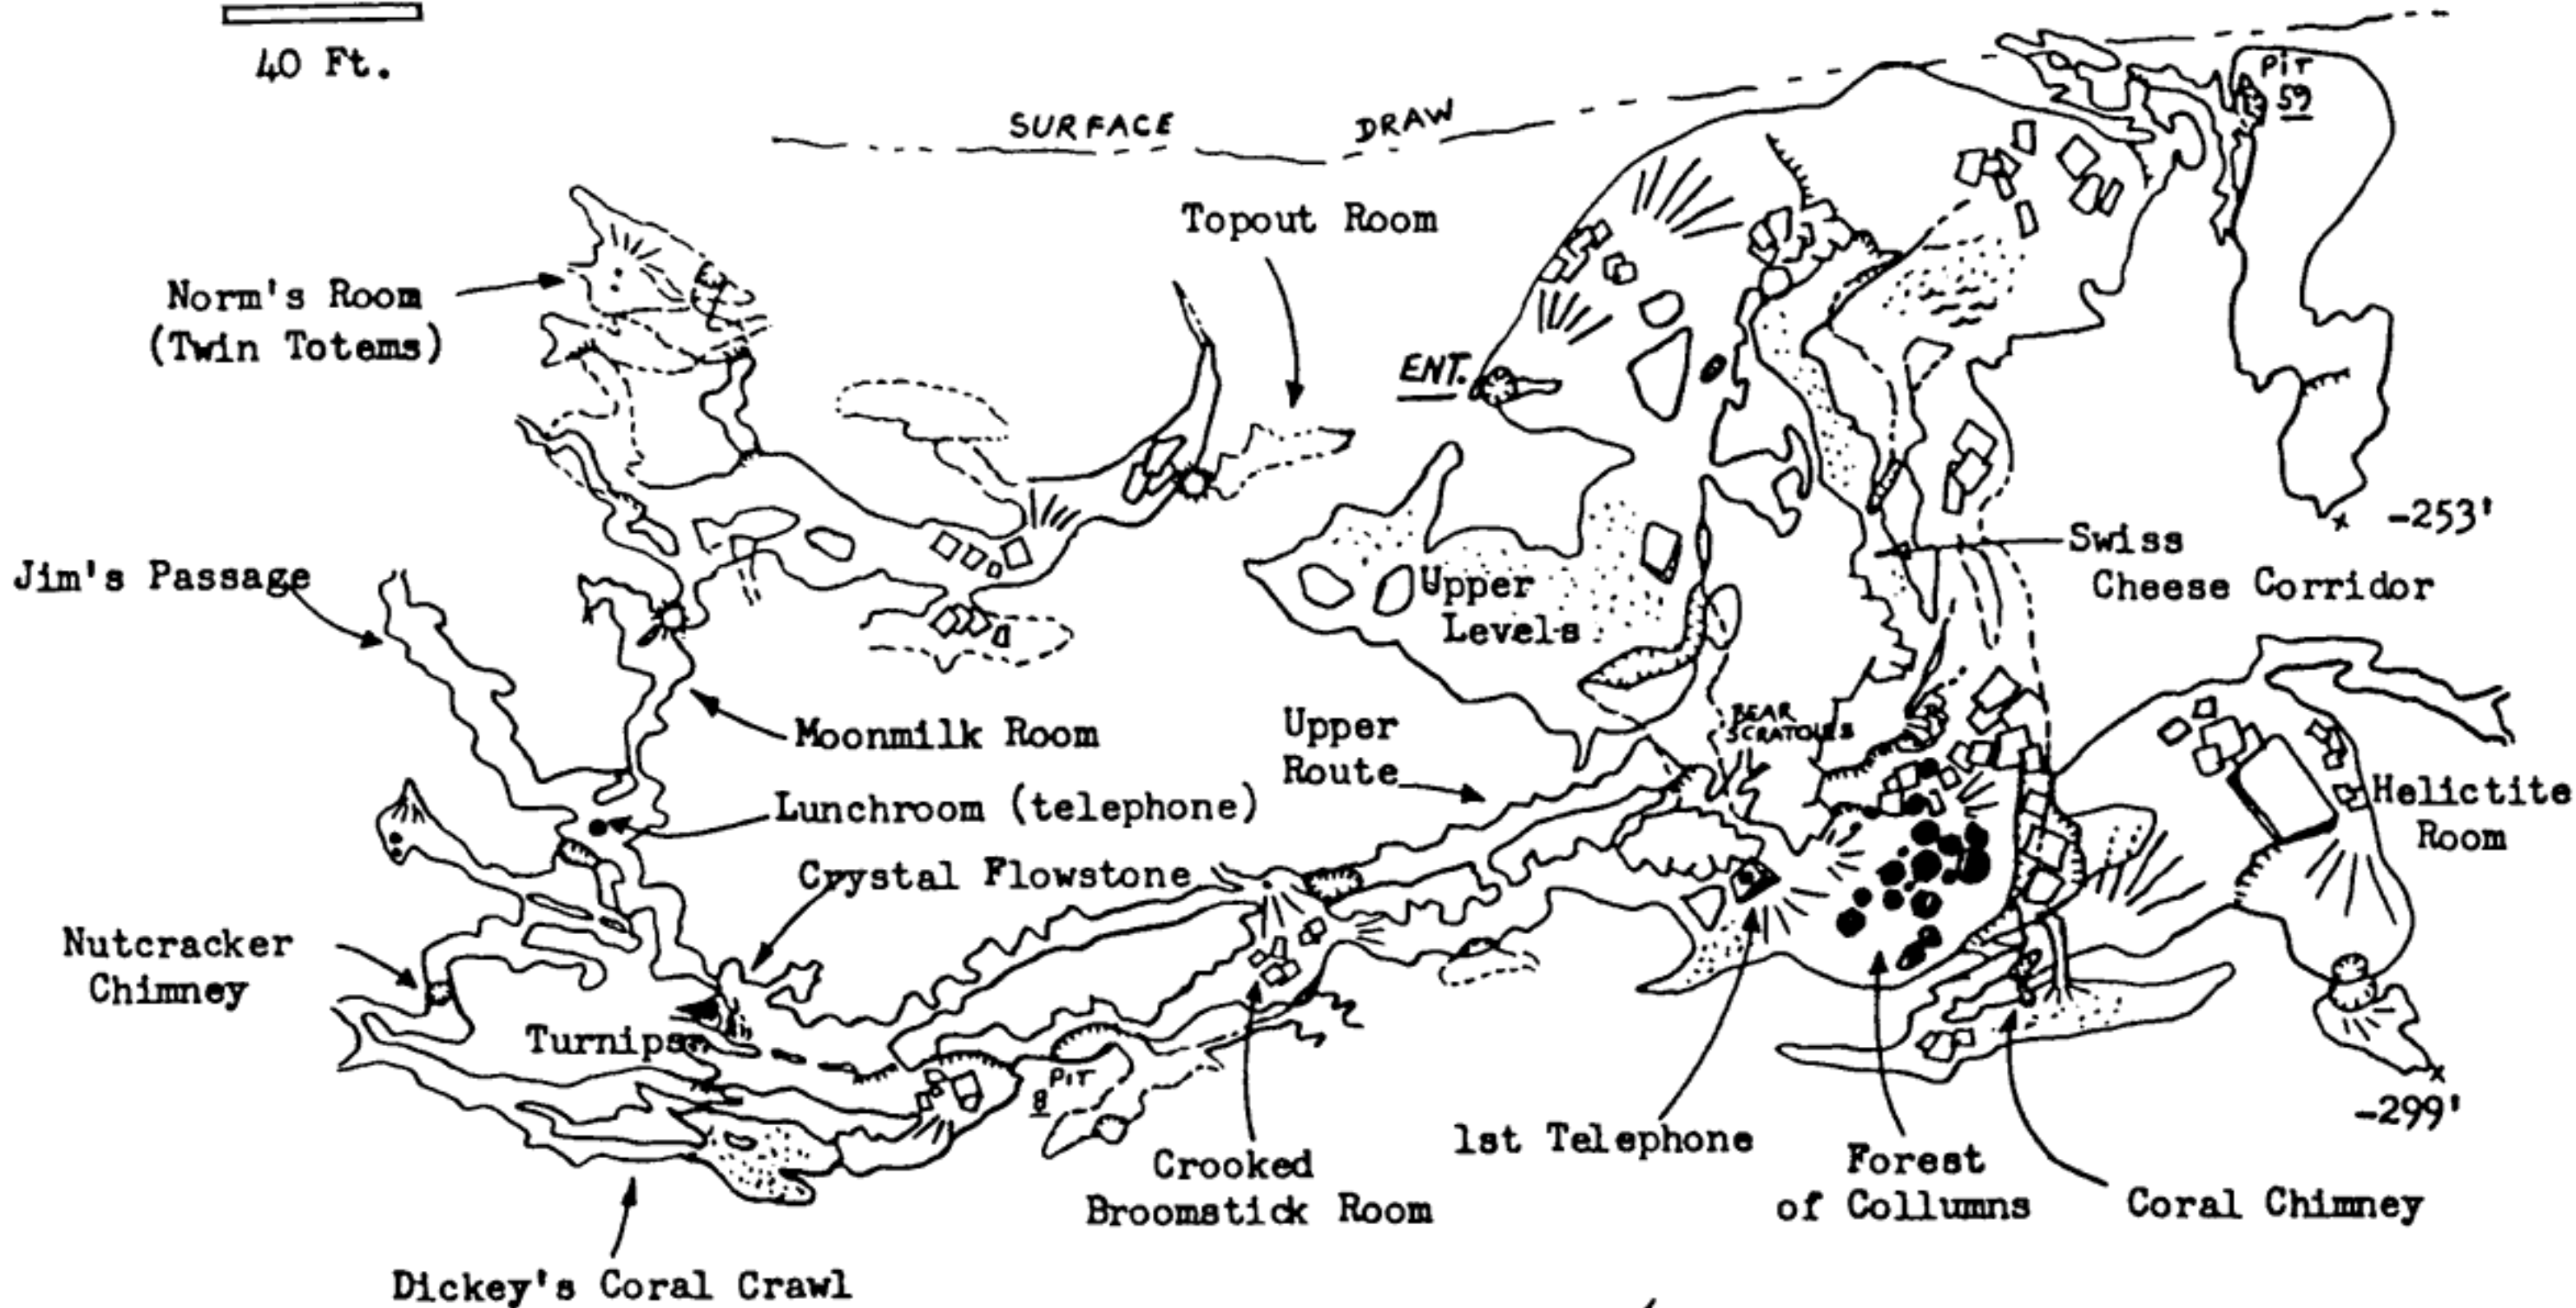 40 Ft.
SURFACE DRAW
PIT
59
Topout Room
Norm's Room
(Twin Totems)
ENT.
-253'
Swiss
Cheese Corridor
Jim's Passage
Upper
Levels
Moonmilk Room
Upper
Route
BEAR
SCRATCHES
Lunchroom (telephone)
Helictite
Room
Crystal Flowstone
Nutcracker
Chimney
Turnips
PIT
8
-299'
Crooked
Broomstick Room
1st Telephone
Forest
of Collumns
Coral Chimney
Dickey's Coral Crawl